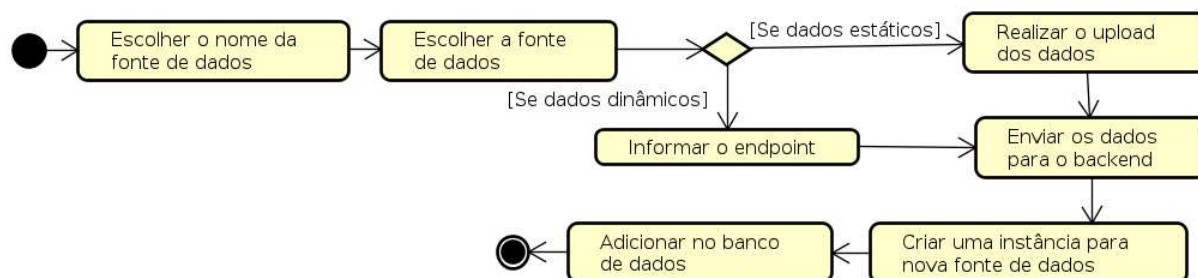 Escolher o nome da
fonte de dados
Escolher a fonte
de dados
[Se dados estáticos]
Realizar o upload
dos dados
[Se dados dinâmicos]
Informar o endpoint
Enviar os dados
para o backend
Criar uma instância para
nova fonte de dados
Adicionar no banco
de dados